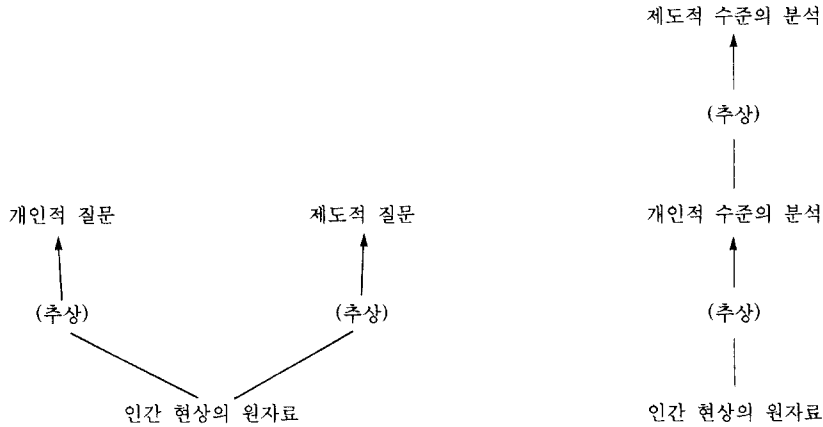 제도적 수준의 분석
(추상)
개인적 질문
제도적 질문
개인적 수준의 분석
(추상)
(추상)
(추상)
인간 현상의 원자료
인간 현상의 원자료